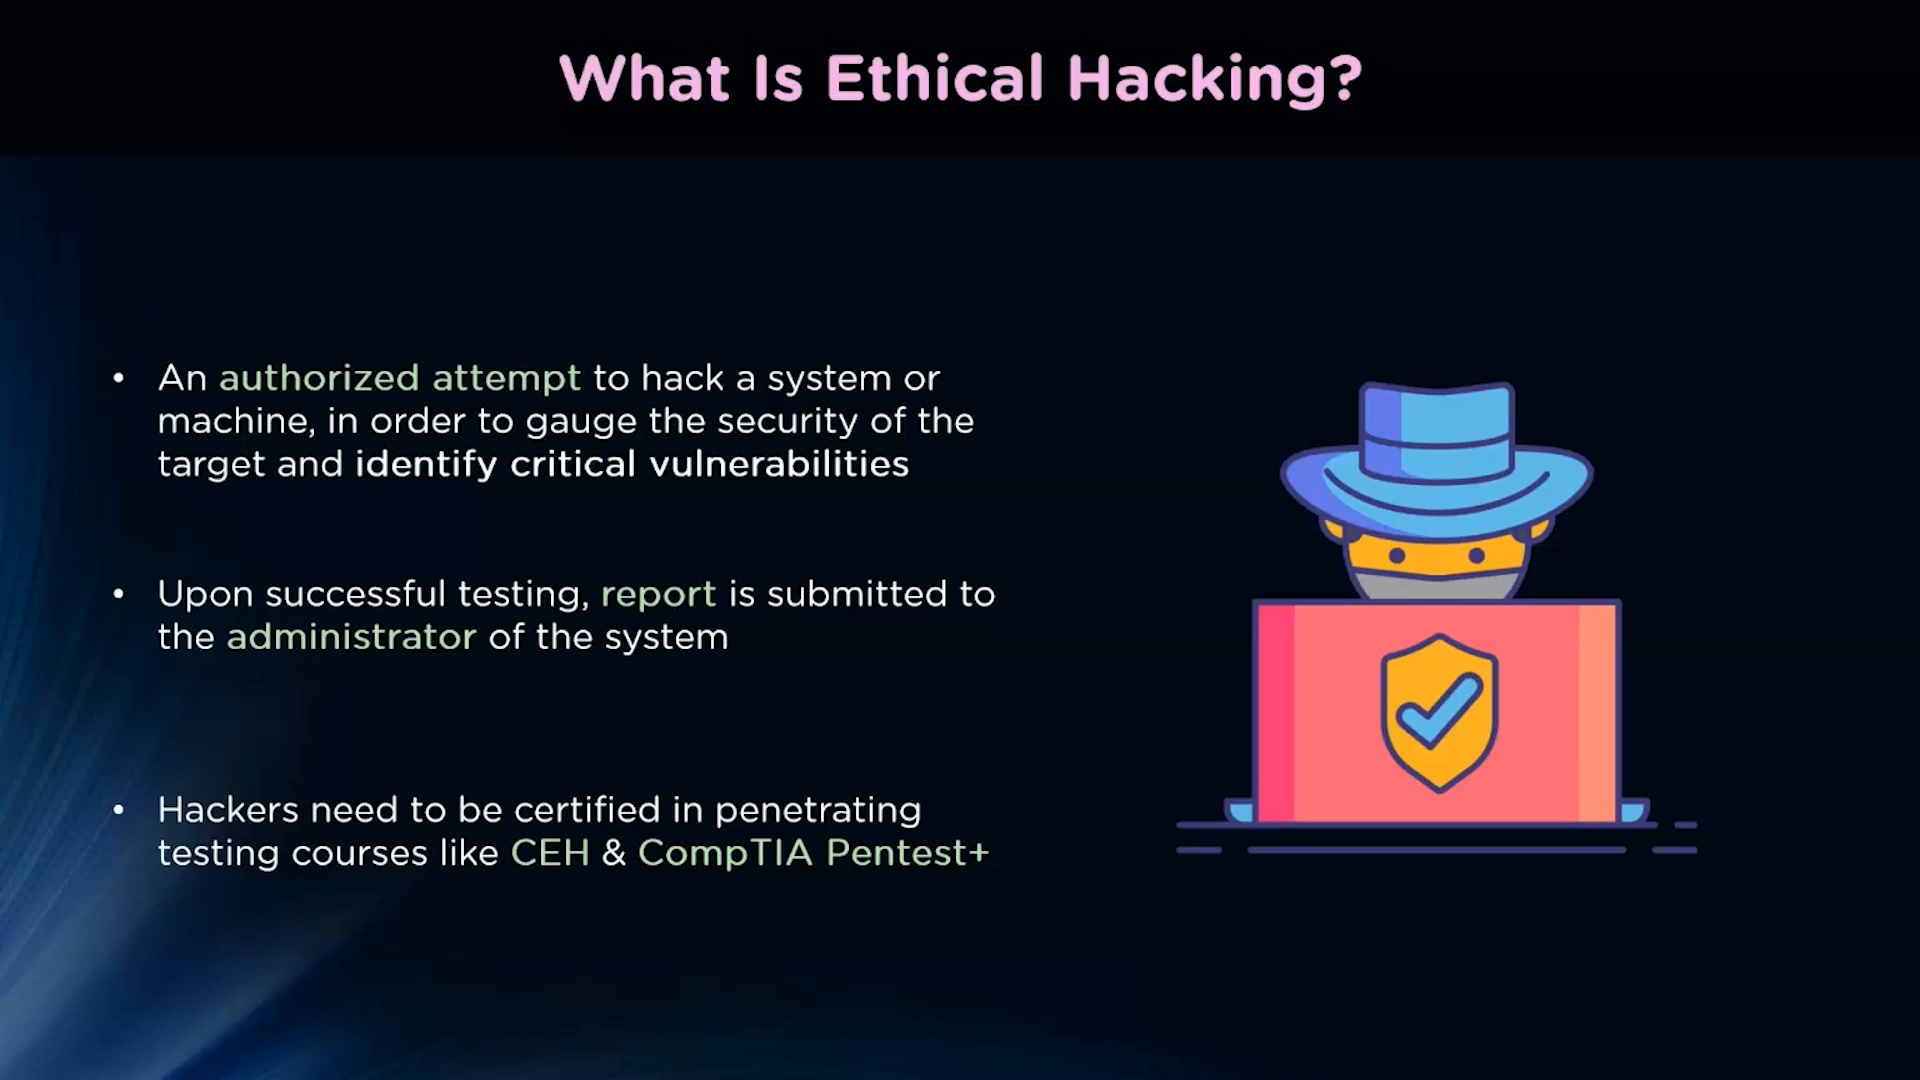 What Is Ethical Hacking?
• An authorized attempt to hack a system or
machine, in order to gauge the security of the
target and identify critical vulnerabilities
• Upon successful testing, report is submitted to
the administrator of the system
• Hackers need to be certified in penetrating
testing courses like CEH & CompTIA Pentest+